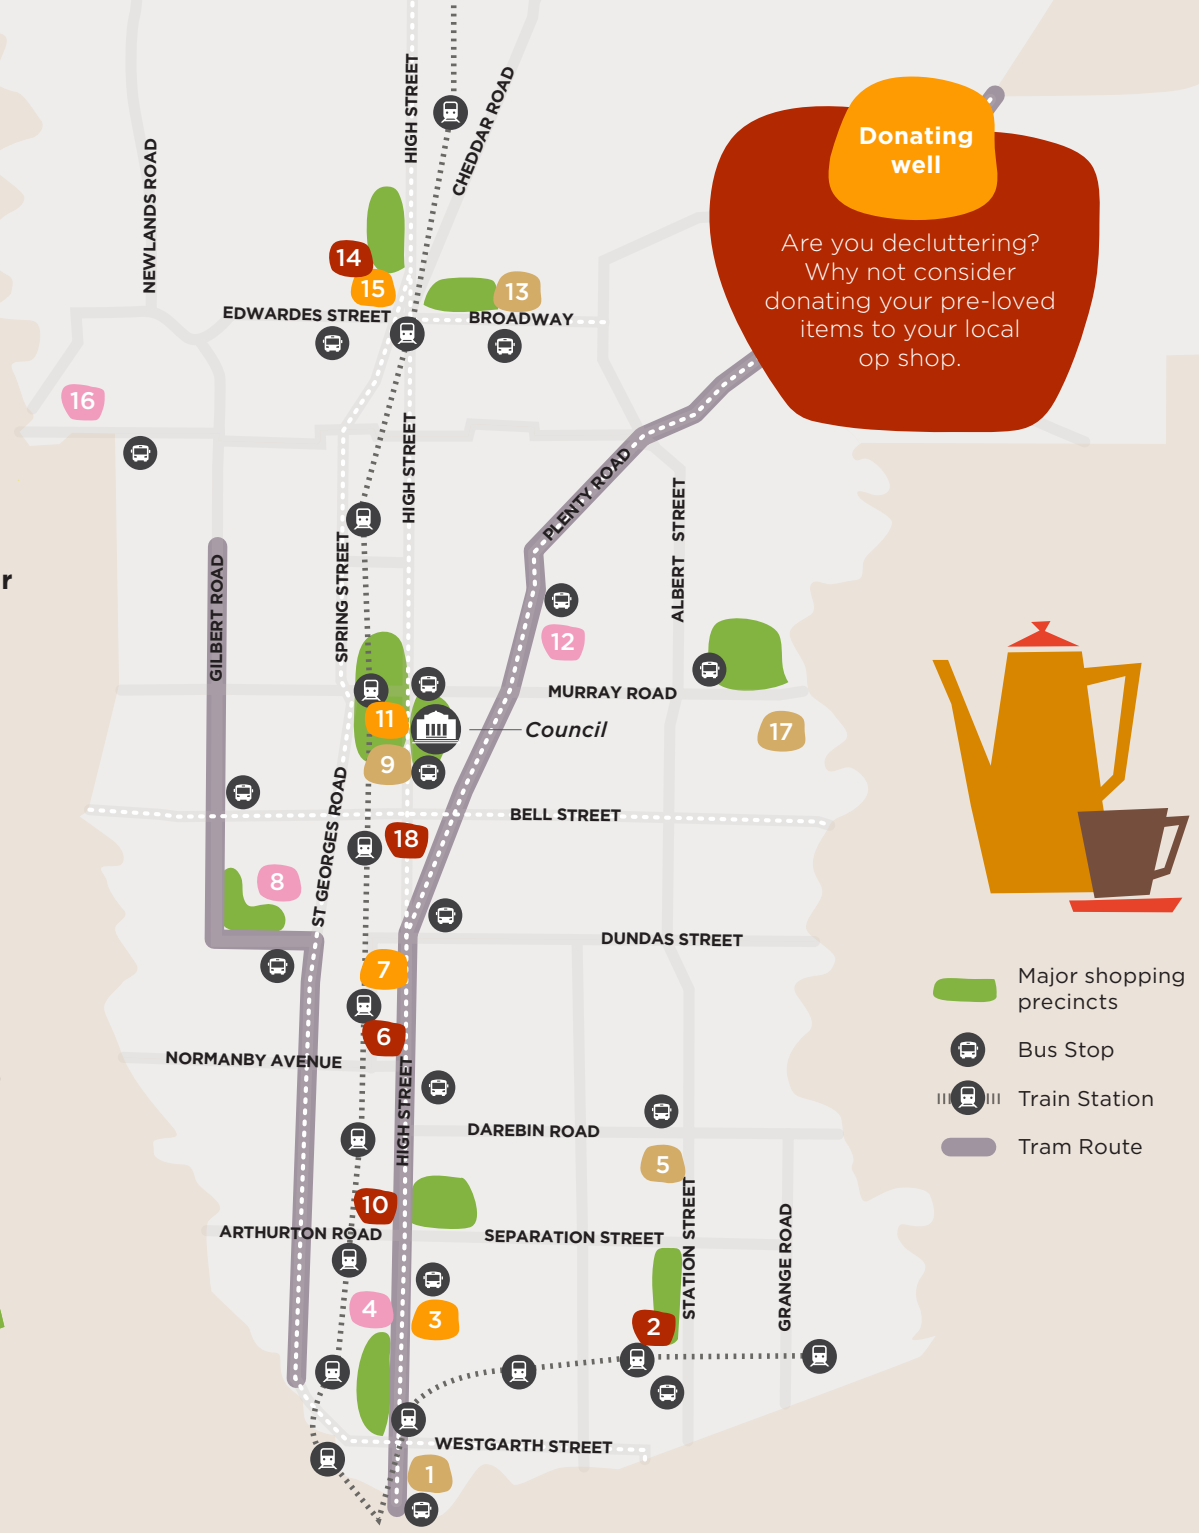 HIGH STREET
CHEDDAR ROAD
NEWLANDS ROAD
Donating
well
Are you decluttering?
Why not consider
donating your pre-loved
items to your local
op shop.
14
15
13
EDWARDES STREET
BROADWAY
16
HIGH STREET
PLENTY ROAD
ALBERT STREET
SPRING STREET
GILBERT ROAD
r
12
MURRAY ROAD
11
Council
17
9
ST GEORGES ROAD
BELL STREET
18
8
DUNDAS STREET
7
6
NORMANBY AVENUE
HIGH STREET
DAREBIN ROAD
5
10
ARTHURTON ROAD
SEPARATION STREET
STATION STREET
GRANGE ROAD
4
3
2
WESTGARTH STREET
1
Major shopping
precincts
Bus Stop
Train Station
Tram Route